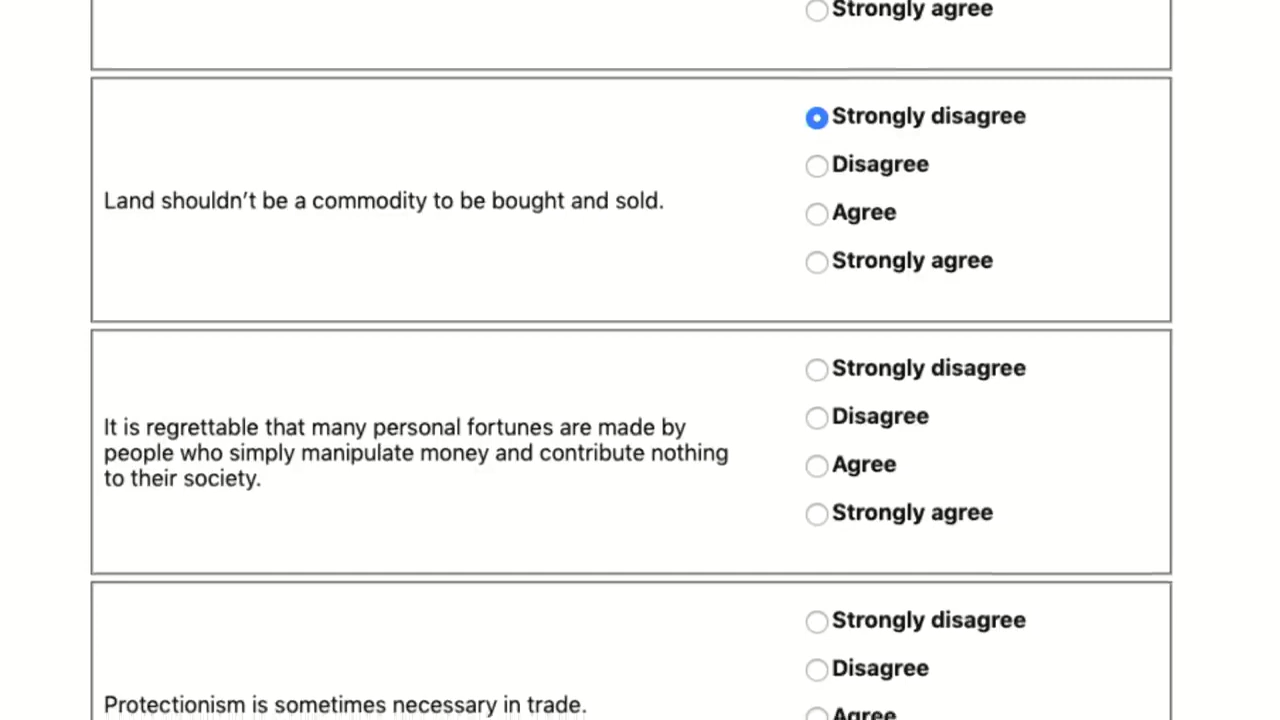 Strongly agree
Strongly disagree
Disagree
Land shouldn’t be a commodity to be bought and sold.
Agree
Strongly agree
Strongly disagree
Disagree
It is regrettable that many personal fortunes are made by
people who simply manipulate money and contribute nothing
to their society.
Agree
Strongly agree
Strongly disagree
Disagree
Protectionism is sometimes necessary in trade.
Agree